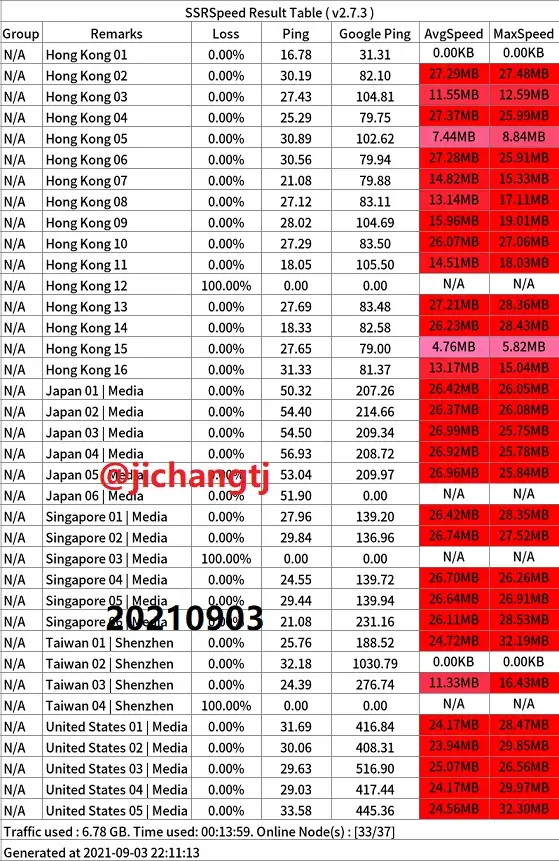 SSRSpeed Result Table ( v2.7.3 )
Group Remarks Loss Ping Google Ping AvgSpeed MaxSpeed
N/A Hong Kong 01 0.00% 16.78 31.31 0.00KB 0.00KB
N/A Hong Kong 02 0.00% 30.19 82.10 27.29MB 27.48MB
N/A Hong Kong 03 0.00% 27.43 104.81 11.55MB 12.59MB
N/A Hong Kong 04 0.00% 25.29 79.75 27.37MB 25.99MB
N/A Hong Kong 05 0.00% 30.89 102.62 7.44MB 8.84MB
N/A Hong Kong 06 0.00% 30.56 79.94 27.28MB 25.91MB
N/A Hong Kong 07 0.00% 21.08 79.88 14.82MB 15.33MB
N/A Hong Kong 08 0.00% 27.12 83.11 13.14MB 17.11MB
N/A Hong Kong 09 0.00% 28.02 104.69 15.96MB 19.01MB
N/A Hong Kong 10 0.00% 27.29 83.50 26.07MB 27.06MB
N/A Hong Kong 11 0.00% 18.05 105.50 14.51MB 18.03MB
N/A Hong Kong 12 100.00% 0.00 0.00 N/A N/A
N/A Hong Kong 13 0.00% 27.69 83.48 27.21MB 28.36MB
N/A Hong Kong 14 0.00% 18.33 82.58 26.23MB 28.43MB
N/A Hong Kong 15 0.00% 27.65 79.00 4.76MB 5.82MB
N/A Hong Kong 16 0.00% 31.33 81.37 13.17MB 15.04MB
N/A Japan 01 | Media 0.00% 50.32 207.26 26.42MB 26.05MB
N/A Japan 02 | Media 0.00% 54.40 214.66 26.37MB 26.08MB
N/A Japan 03 | Media 0.00% 54.50 209.34 26.99MB 25.75MB
N/A Japan 04 | Media 0.00% 56.93 208.72 26.92MB 25.78MB
N/A Japan 05 | Media 0.00% 53.04 209.97 26.96MB 25.84MB
@jichangtj
N/A Japan 06 | Media 0.00% 51.90 0.00 N/A N/A
N/A Singapore 01 | Media 0.00% 27.96 139.20 26.42MB 28.35MB
N/A Singapore 02 | Media 0.00% 29.84 136.96 26.74MB 27.52MB
N/A Singapore 03 | Media 100.00% 0.00 0.00 N/A N/A
N/A Singapore 04 | Media 0.00% 24.55 139.72 26.70MB 26.26MB
N/A Singapore 05 | Media 0.00% 29.44 139.94 26.64MB 26.91MB
N/A Singapore 06 | Media 0.00% 21.08 231.16 26.11MB 28.53MB
20210903
N/A Taiwan 01 | Shenzhen 0.00% 25.76 188.52 24.72MB 32.19MB
N/A Taiwan 02 | Shenzhen 0.00% 32.18 1030.79 0.00KB 0.00KB
N/A Taiwan 03 | Shenzhen 0.00% 24.39 276.74 11.33MB 16.43MB
N/A Taiwan 04 | Shenzhen 100.00% 0.00 0.00 N/A N/A
N/A United States 01 | Media 0.00% 31.69 416.84 24.17MB 28.47MB
N/A United States 02 | Media 0.00% 30.06 408.31 23.94MB 29.85MB
N/A United States 03 | Media 0.00% 29.63 516.90 25.07MB 26.56MB
N/A United States 04 | Media 0.00% 29.03 417.44 24.17MB 29.97MB
N/A United States 05 | Media 0.00% 33.58 445.36 24.56MB 32.30MB
Traffic used : 6.78 GB. Time used: 00:13:59. Online Node(s) : [33/37]
Generated at 2021-09-03 22:11:13